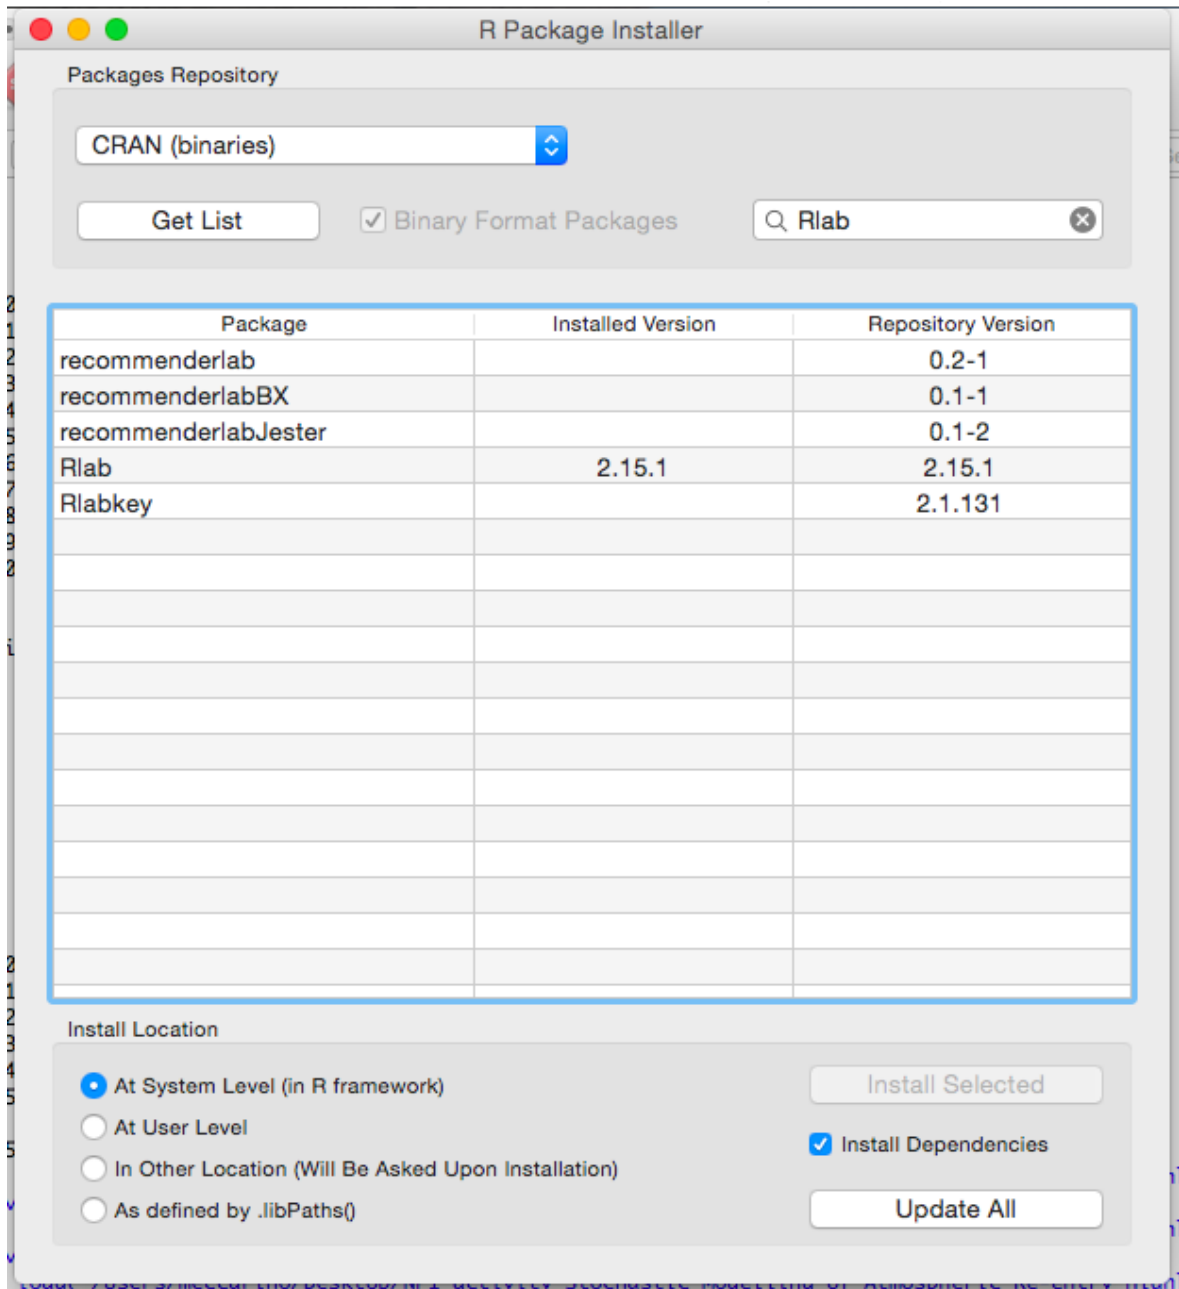 R Package Installer
Packages Repository
CRAN (binaries)
Get List
Binary Format Packages
Rlab
Package Installed Version Repository Version
recommenderlab 0.2-1
recommenderlabBX 0.1-1
recommenderlabJester 0.1-2
Rlab 2.15.1 2.15.1
Rlabkey 2.1.131
Install Location
At System Level (in R framework)
Install Selected
At User Level
Install Dependencies
In Other Location (Will Be Asked Upon Installation)
As defined by .libPaths()
Update All